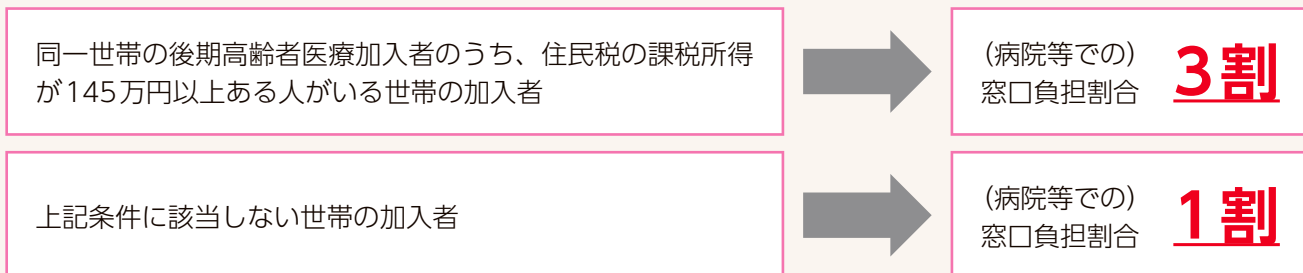 同一世帯の後期高齢者医療加入者のうち、住民税の課税所得
が145万円以上ある人がいる世帯の加入者
(病院等での)
窓口負担割合
3割
上記条件に該当しない世帯の加入者
(病院等での)
窓口負担割合
1割